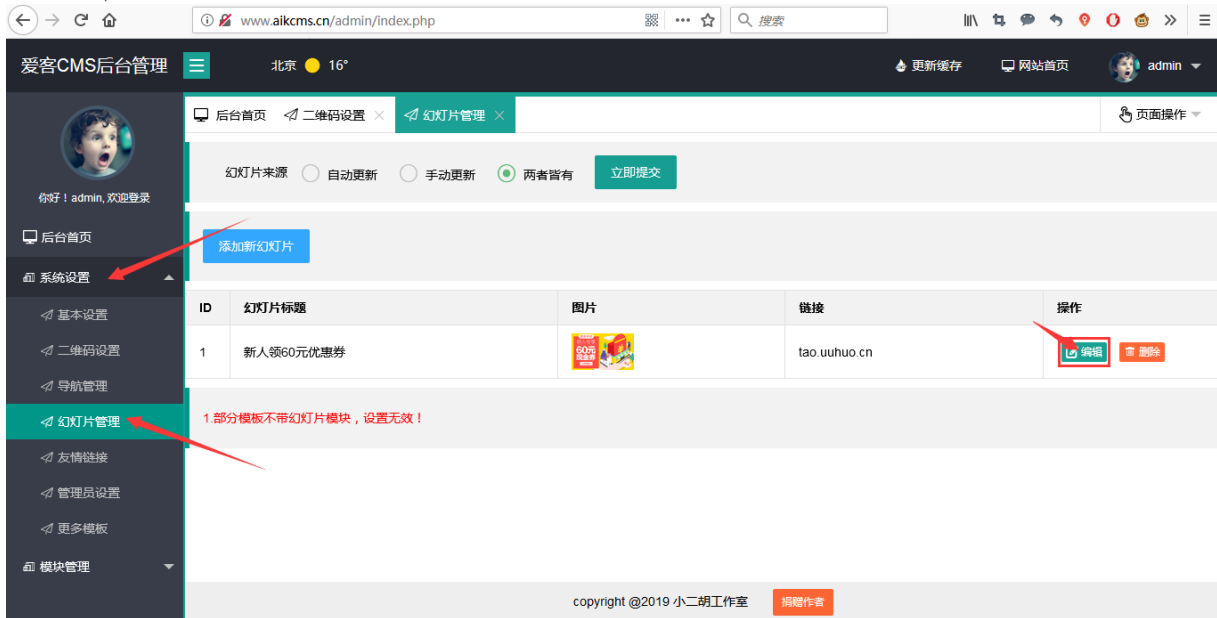 www.aikcms.cn/admin/index.php
搜索
爱客CMS后台管理
北京 16°
更新缓存
网站首页
admin
后台首页
二维码设置
幻灯片管理
页面操作
你好！admin, 欢迎登录
幻灯片来源 自动更新 手动更新 两者皆有 立即提交
后台首页
添加新幻灯片
系统设置
基本设置
二维码设置
导航管理
幻灯片管理
友情链接
管理员设置
更多模板
模块管理
ID 幻灯片标题 图片 链接 操作
1 新人领60元优惠券 60元 tao.uuhuo.cn 编辑 删除
1.部分模板不带幻灯片模块，设置无效！
copyright @2019 小二胡工作室 捐赠作者